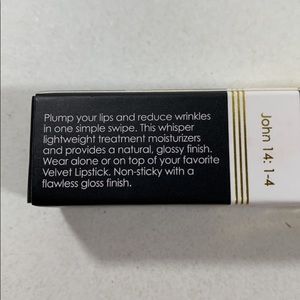 Plump your lips and reduce wrinkles
in one simple swipe. This whisper
lightweight treatment moisturizers
and provides a natural, glossy finish.
Wear alone or on top of your favorite
Velvet Lipstick. Non-sticky with a
flawless gloss finish.
John 14: 1-4